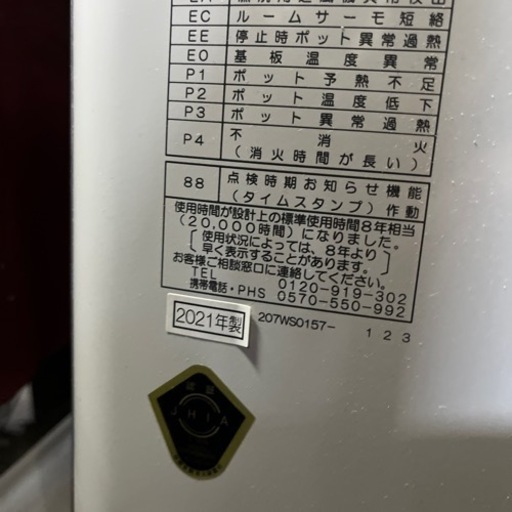 EC ルームサーモ短絡
EE 停止時ポット異常過熱
E0 基板温度異常
P1 ポット予熱不足
P2 ポット温度低下
P3 ポット異常過熱
P4 不消火
(消火時間が長い)
88 点検時期お知らせ機能
(タイムスタンプ)作動
使用時間が設計上の標準使用時間8年相当
(20,000時間)になりました。
使用状況によっては、8年より
早く表示することがあります。
お客様ご相談窓口に連絡してください。
TEL 0120-919-302
携帯電話・PHS 0570-550-992
2021年製
207WS0157- 1 2 3
JHIA